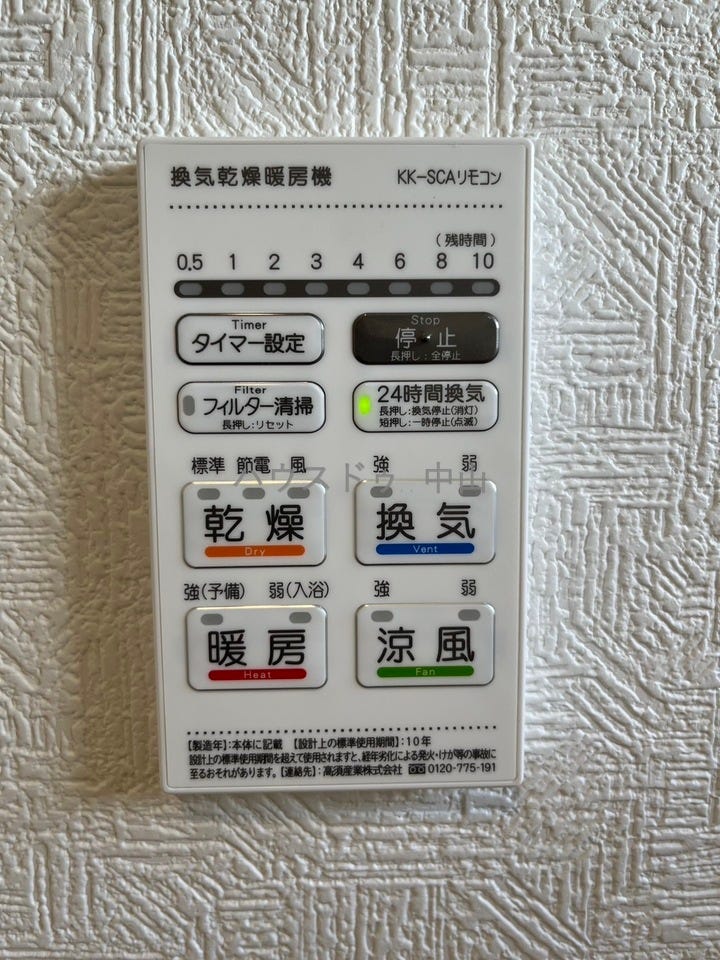 換気乾燥暖房機 KK-SCAリモコン
(残時間)
0.5 1 2 3 4 6 8 10
Timer
タイマー設定
Stop
停・止
長押し:全停止
Filter
フィルター清掃
長押し:リセット
24時間換気
長押し:換気停止(消灯)
短押し:一時停止(点滅)
標準 節電 風 強 弱
ハウスドゥ 中山
乾燥 換気
Dry Vent
強(予備) 弱(入浴) 強 弱
暖房 涼風
Heat Fan
【製造年】:本体に記載 【設計上の標準使用期間】:10年
設計上の標準使用期間を超えて使用されますと、経年劣化による発火・けが等の事故に
至るおそれがあります。【連絡先】:高須産業株式会社 0120-775-191